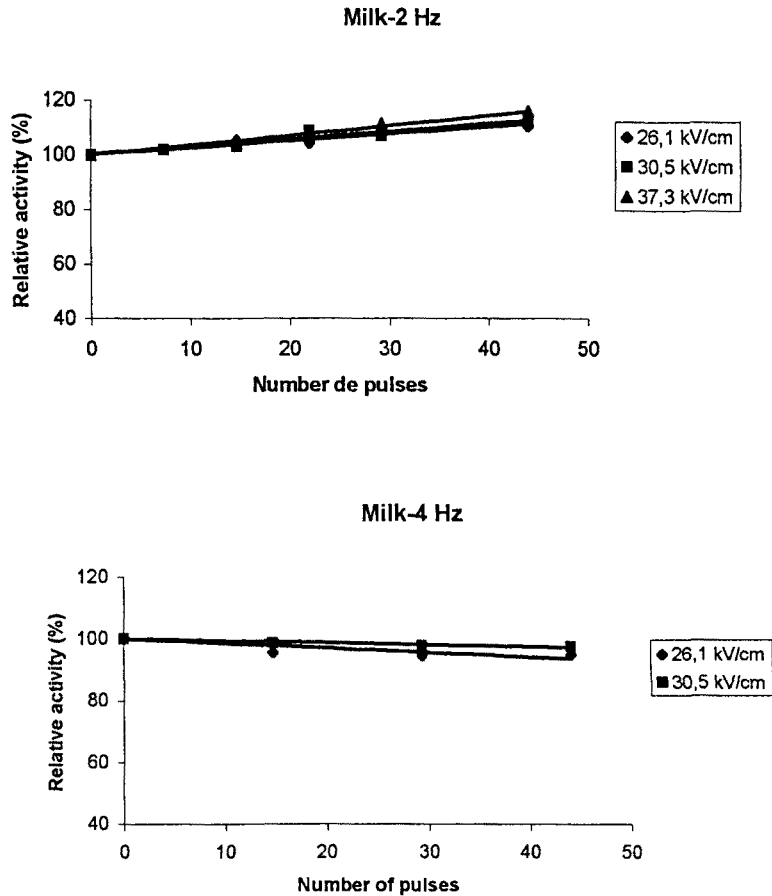 Milk-2 Hz
Relative activity (%)
120
100
80
60
40
0 10 20 30 40 50
Number de pulses
26,1 kV/cm
30,5 kV/cm
37,3 kV/cm
Milk-4 Hz
Relative activity (%)
120
100
80
60
40
0 10 20 30 40 50
Number of pulses
26,1 kV/cm
30,5 kV/cm